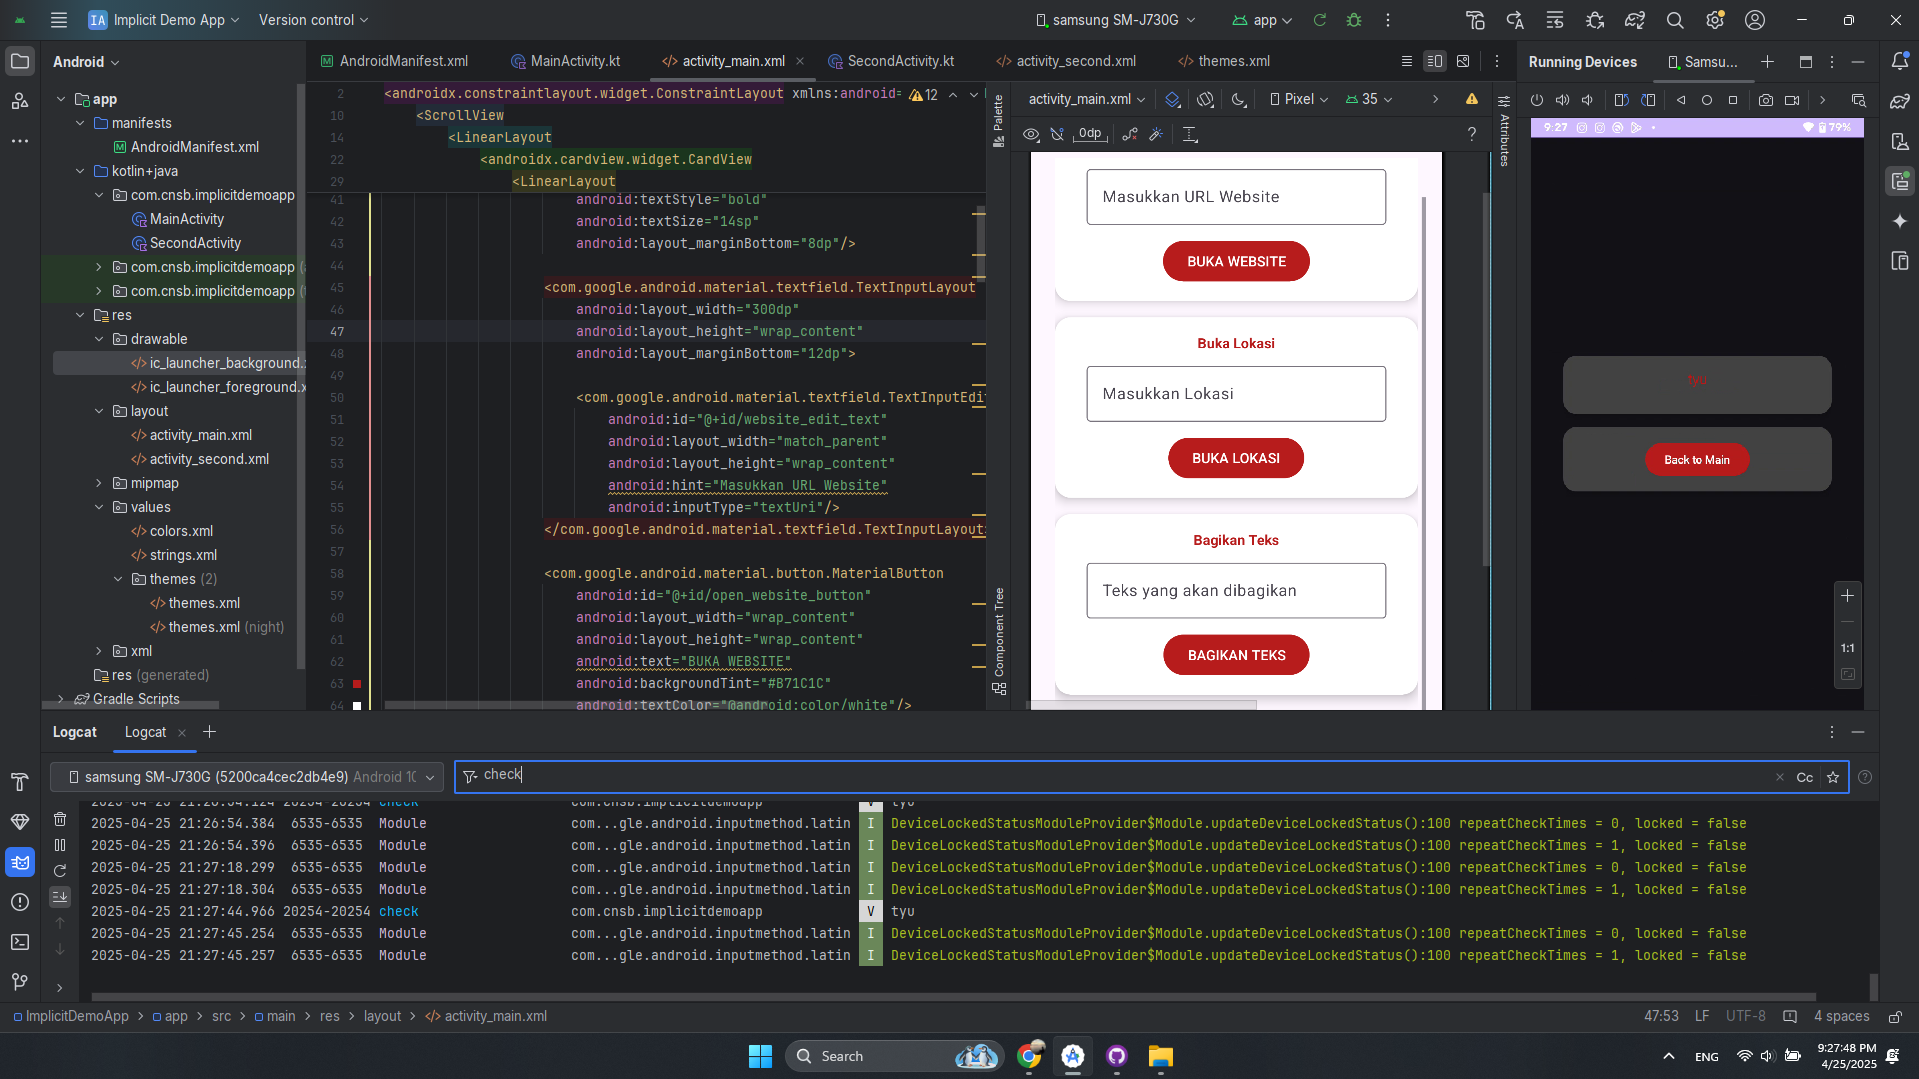 IA Implicit Demo App Version control samsung SM-J730G app
Android
app
manifests
AndroidManifest.xml
kotlin+java
com.cnsb.implicitdemoapp
MainActivity
SecondActivity
com.cnsb.implicitdemoapp
com.cnsb.implicitdemoapp
res
drawable
ic_launcher_background.
ic_launcher_foreground.x
layout
activity_main.xml
activity_second.xml
mipmap
values
colors.xml
strings.xml
themes (2)
themes.xml
themes.xml (night)
xml
res (generated)
Gradle Scripts
AndroidManifest.xml MainActivity.kt activity_main.xml SecondActivity.kt activity_second.xml themes.xml
2 <androidx.constraintlayout.widget.ConstraintLayout xmlns:android= 12
10 <ScrollView
14 <LinearLayout
22 <androidx.cardview.widget.CardView
29 <LinearLayout
41 android:textStyle="bold"
42 android:textSize="14sp"
43 android:layout_marginBottom="8dp"/>
44
45 <com.google.android.material.textfield.TextInputLayout
46 android:layout_width="300dp"
47 android:layout_height="wrap_content"
48 android:layout_marginBottom="12dp">
49
50 <com.google.android.material.textfield.TextInputEdi
51 android:id="@+id/website_edit_text"
52 android:layout_width="match_parent"
53 android:layout_height="wrap_content"
54 android:hint="Masukkan URL Website"
55 android:inputType="textUri"/>
56 </com.google.android.material.textfield.TextInputLayout>
57
58 <com.google.android.material.button.MaterialButton
59 android:id="@+id/open_website_button"
60 android:layout_width="wrap_content"
61 android:layout_height="wrap_content"
62 android:text="BUKA WEBSITE"
63 android:backgroundTint="#B71C1C"
64 android:textColor="@android:color/white"/>
Palette
Component Tree
activity_main.xml Pixel 35
0dp ?
Masukkan URL Website
BUKA WEBSITE
Buka Lokasi
Masukkan Lokasi
BUKA LOKASI
Bagikan Teks
Teks yang akan dibagikan
BAGIKAN TEKS
Attributes
Running Devices Samsu...
9:27 79%
tyu
Back to Main
1:1
Logcat Logcat
samsung SM-J730G (5200ca4cec2db4e9) Android 10 check Cc
2025-04-25 21:26:54.124 20254-20254 check com.cnsb.implicitdemoapp V tyu
2025-04-25 21:26:54.384 6535-6535 Module com...gle.android.inputmethod.latin I DeviceLockedStatusModuleProvider$Module.updateDeviceLockedStatus():100 repeatCheckTimes = 0, locked = false
2025-04-25 21:26:54.396 6535-6535 Module com...gle.android.inputmethod.latin I DeviceLockedStatusModuleProvider$Module.updateDeviceLockedStatus():100 repeatCheckTimes = 1, locked = false
2025-04-25 21:27:18.299 6535-6535 Module com...gle.android.inputmethod.latin I DeviceLockedStatusModuleProvider$Module.updateDeviceLockedStatus():100 repeatCheckTimes = 0, locked = false
2025-04-25 21:27:18.304 6535-6535 Module com...gle.android.inputmethod.latin I DeviceLockedStatusModuleProvider$Module.updateDeviceLockedStatus():100 repeatCheckTimes = 1, locked = false
2025-04-25 21:27:44.966 20254-20254 check com.cnsb.implicitdemoapp V tyu
2025-04-25 21:27:45.254 6535-6535 Module com...gle.android.inputmethod.latin I DeviceLockedStatusModuleProvider$Module.updateDeviceLockedStatus():100 repeatCheckTimes = 0, locked = false
2025-04-25 21:27:45.257 6535-6535 Module com...gle.android.inputmethod.latin I DeviceLockedStatusModuleProvider$Module.updateDeviceLockedStatus():100 repeatCheckTimes = 1, locked = false
ImplicitDemoApp > app > src > main > res > layout > activity_main.xml 47:53 LF UTF-8 4 spaces
Search ENG 9:27:48 PM
4/25/2025